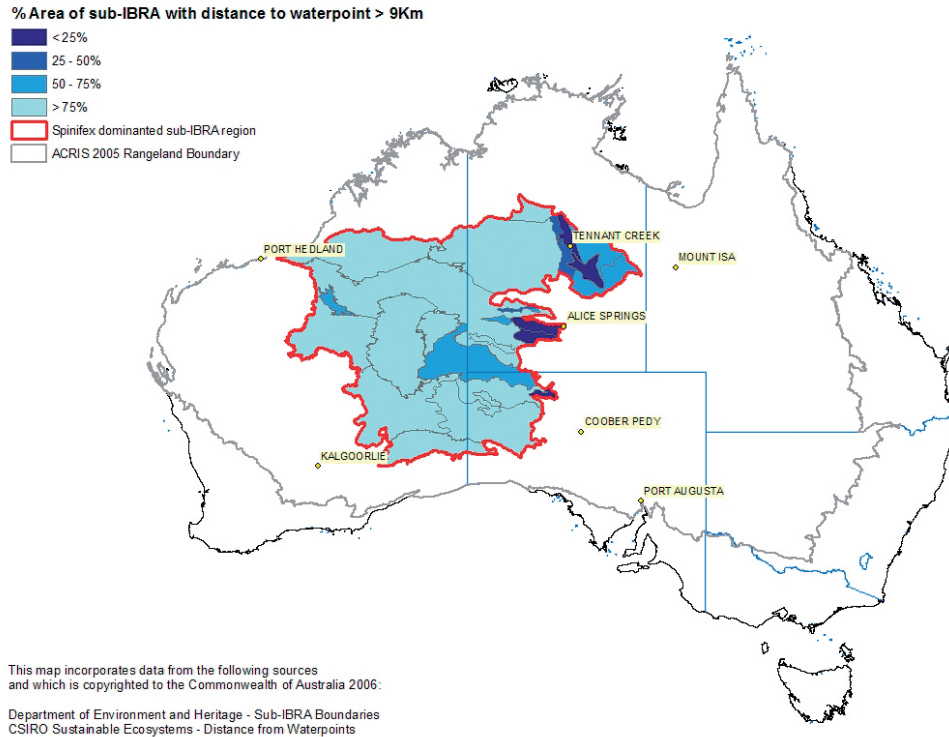 % Area of sub-IBRA with distance to waterpoint > 9Km
<25%
25 - 50%
50 - 75%
>75%
Spinifex dominanted sub-IBRA region
ACRIS 2005 Rangeland Boundary
TENNANT CREEK
PORT HEDLAND
MOUNT ISA
ALICE SPRINGS
COOBER PEDY
KALGOORLIE
PORT AUGUSTA
This map incorporates data from the following sources
and which is copyrighted to the Commonwealth of Australia 2006:
Department of Environment and Heritage - Sub-IBRA Boundaries
CSIRO Sustainable Ecosystems - Distance from Waterpoints